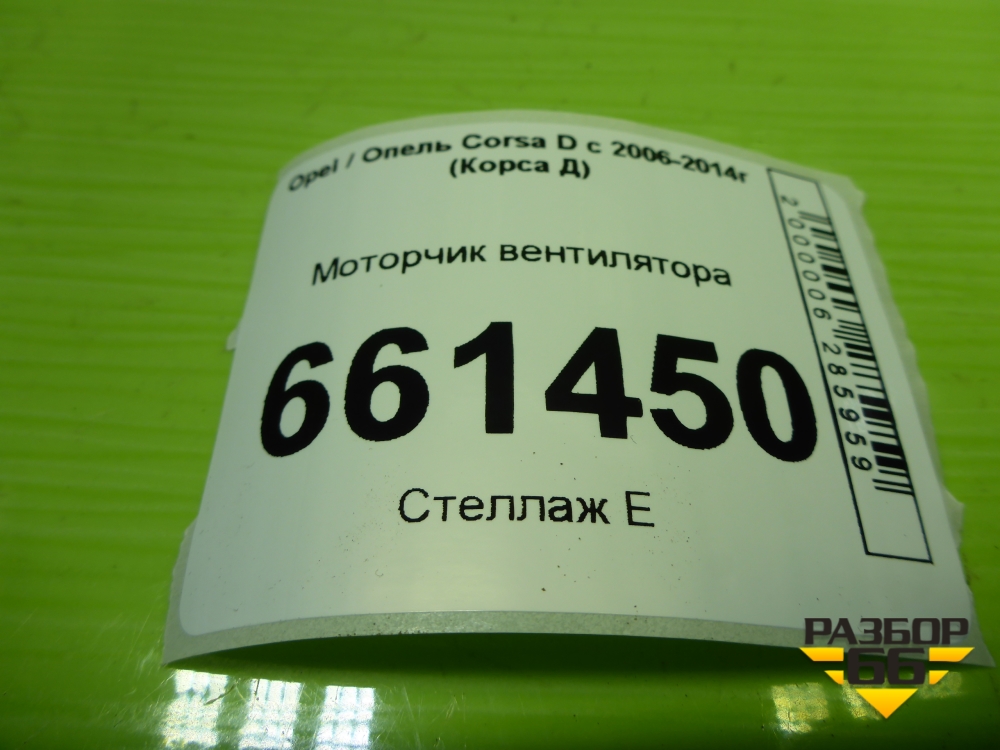 Opel / Опель Corsa D с 2006-2014г
(Корса Д)
Моторчик вентилятора
661450
Стеллаж Е
2000006285959
РАЗБОР
66